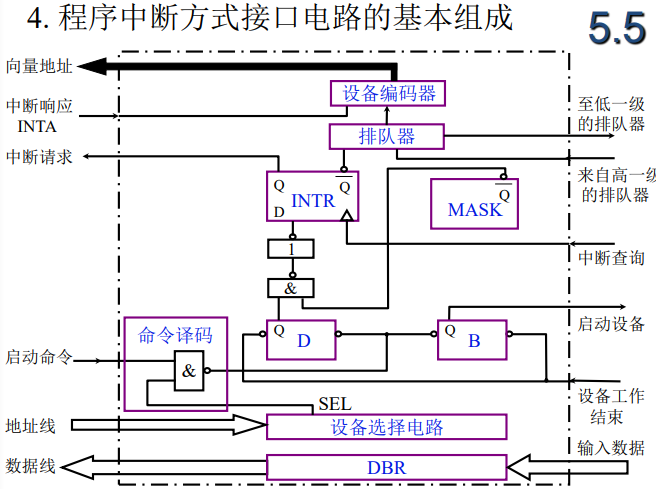 4. 程序中断方式接口电路的基本组成
5.5
向量地址
设备编码器
中断响应
INTA
至低一级
的排队器
排队器
中断请求
来自高一级
的排队器
Q
Q
INTR
D
Q
MASK
1
中断查询
&
启动设备
命令译码
Q
D
Q
B
启动命令
&
设备工作
结束
SEL
地址线
设备选择电路
输入数据
数据线
DBR